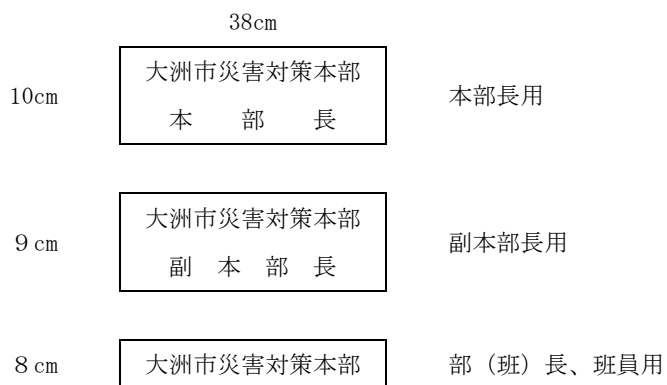 38cm
大洲市災害対策本部
10cm 本部長用
本　部　長
大洲市災害対策本部
9cm 副本部長用
副　本　部　長
8cm 大洲市災害対策本部 部（班）長、班員用